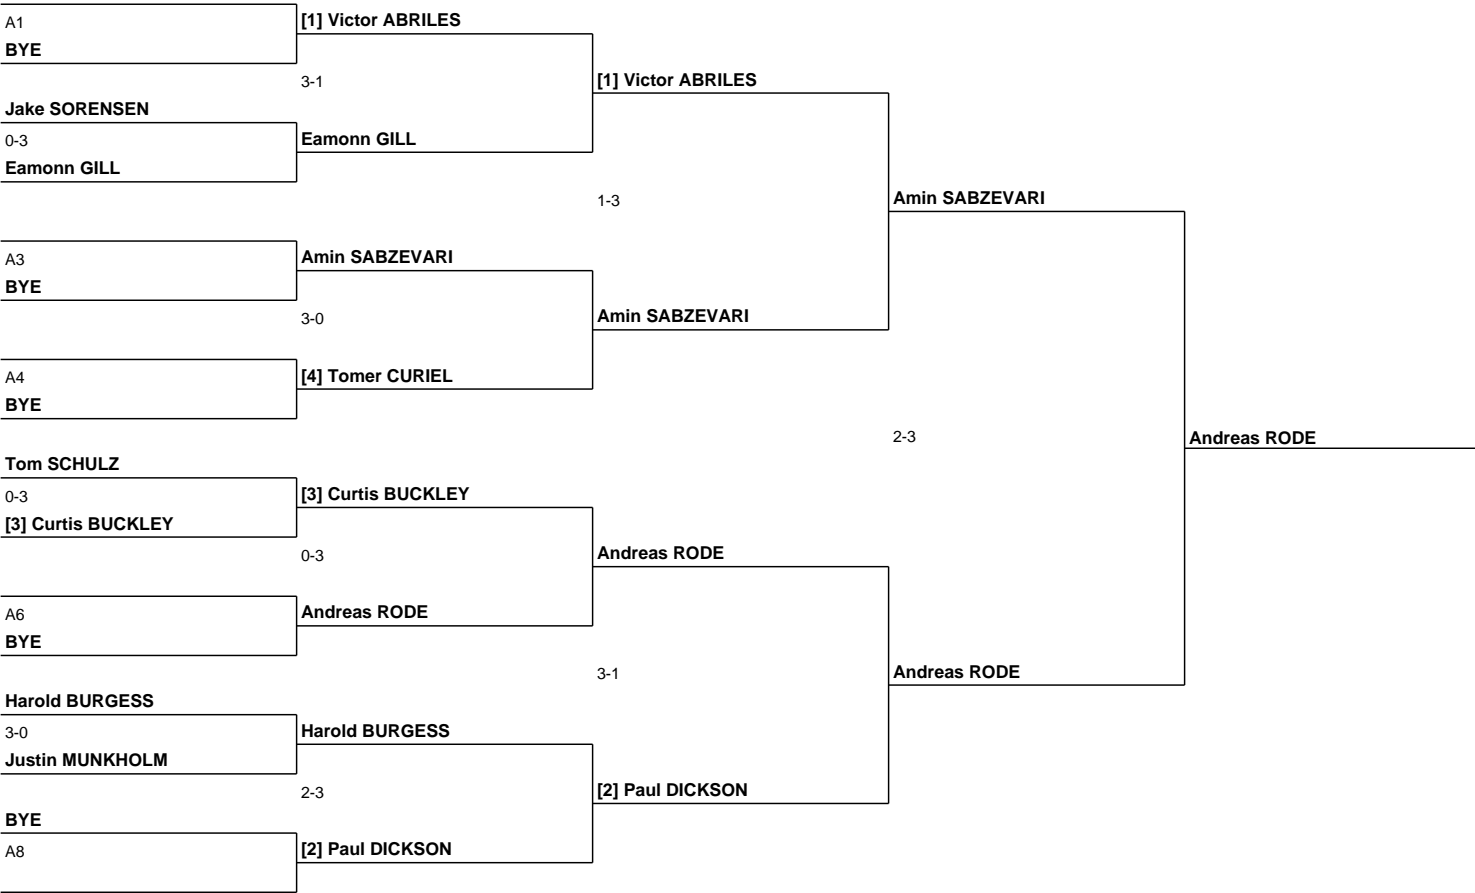 A1
BYE
Jake SORENSEN
0-3
Eamonn GILL
A3
BYE
A4
BYE
Tom SCHULZ
0-3
[3] Curtis BUCKLEY
A6
BYE
Harold BURGESS
3-0
Justin MUNKHOLM
BYE
A8
[1] Victor ABRILES
3-1
Eamonn GILL
Amin SABZEVARI
3-0
[4] Tomer CURIEL
[3] Curtis BUCKLEY
0-3
Andreas RODE
Harold BURGESS
2-3
[2] Paul DICKSON
[1] Victor ABRILES
1-3
Amin SABZEVARI
Andreas RODE
3-1
[2] Paul DICKSON
Amin SABZEVARI
2-3
Andreas RODE
Andreas RODE